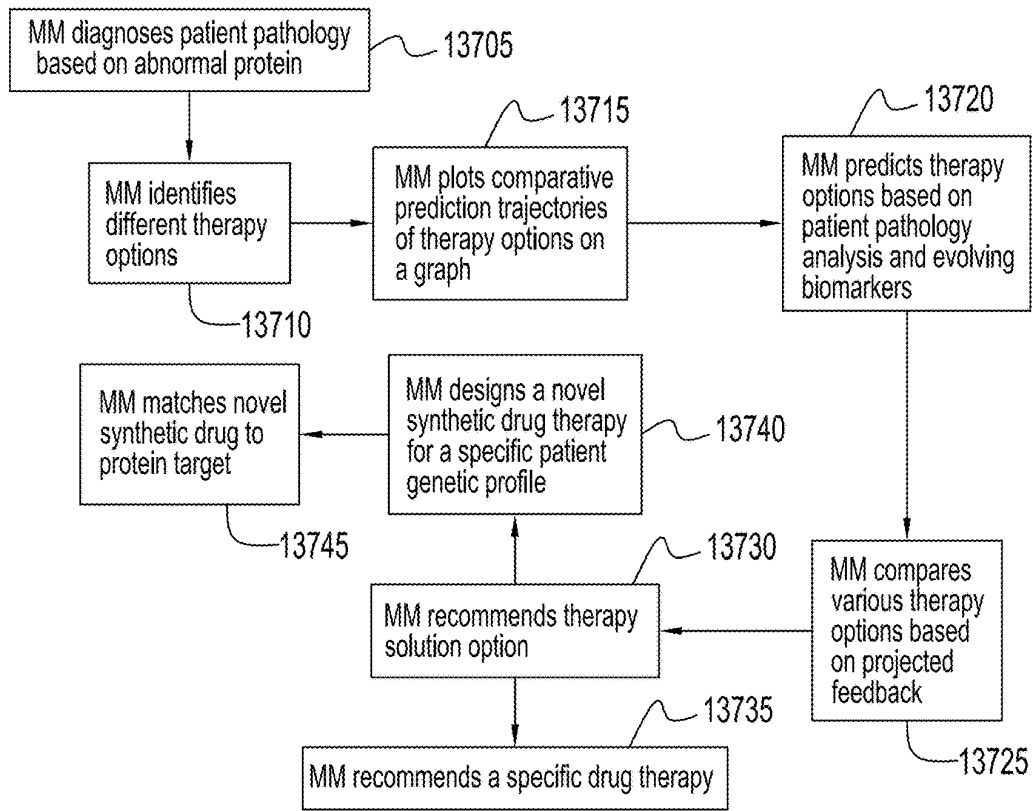 MM diagnoses patient pathology
based on abnormal protein
13705
MM identifies
different therapy
options
13710
13715
MM plots comparative
prediction trajectories
of therapy options on
a graph
13720
MM predicts therapy
options based on
patient pathology
analysis and evolving
biomarkers
MM compares
various therapy
options based
on projected
feedback
13725
13730
MM recommends therapy
solution option
13735
MM recommends a specific drug therapy
MM designs a novel
synthetic drug therapy
for a specific patient
genetic profile
13740
MM matches novel
synthetic drug to
protein target
13745